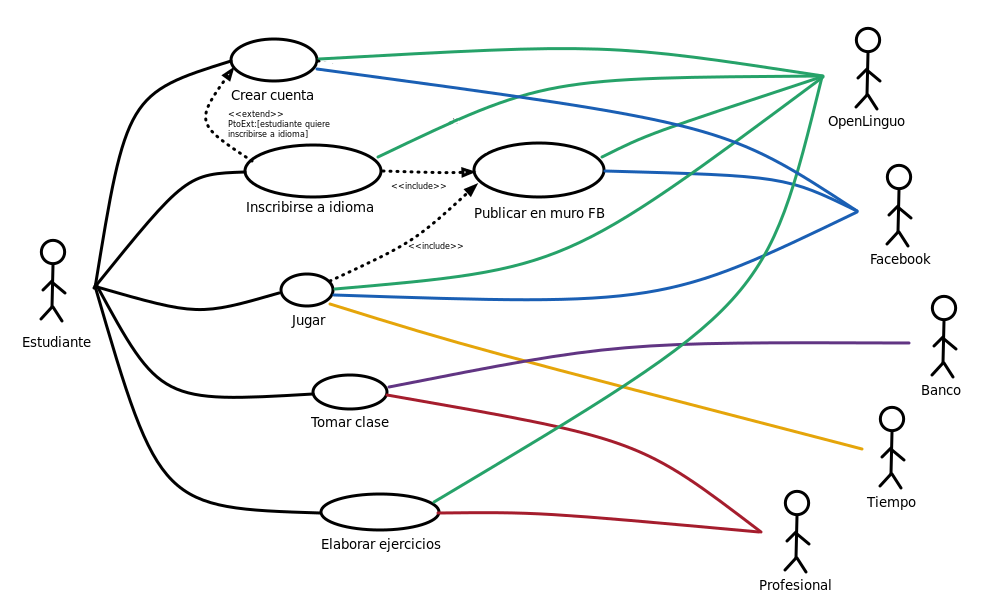 Crear cuenta
<<extend>>
PtoExt:[estudiante quiere
inscribirse a idioma]
OpenLinguo
<<include>>
Inscribirse a idioma
Publicar en muro FB
<<include>>
Facebook
Jugar
Estudiante
Banco
Tomar clase
Tiempo
Elaborar ejercicios
Profesional